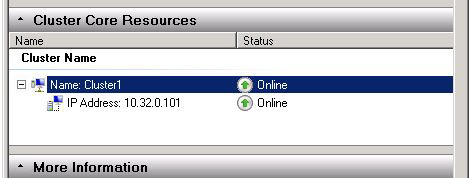 Cluster Core Resources
Name Status
Cluster Name
Name: Cluster1 Online
IP Address: 10.32.0.101 Online
More Information